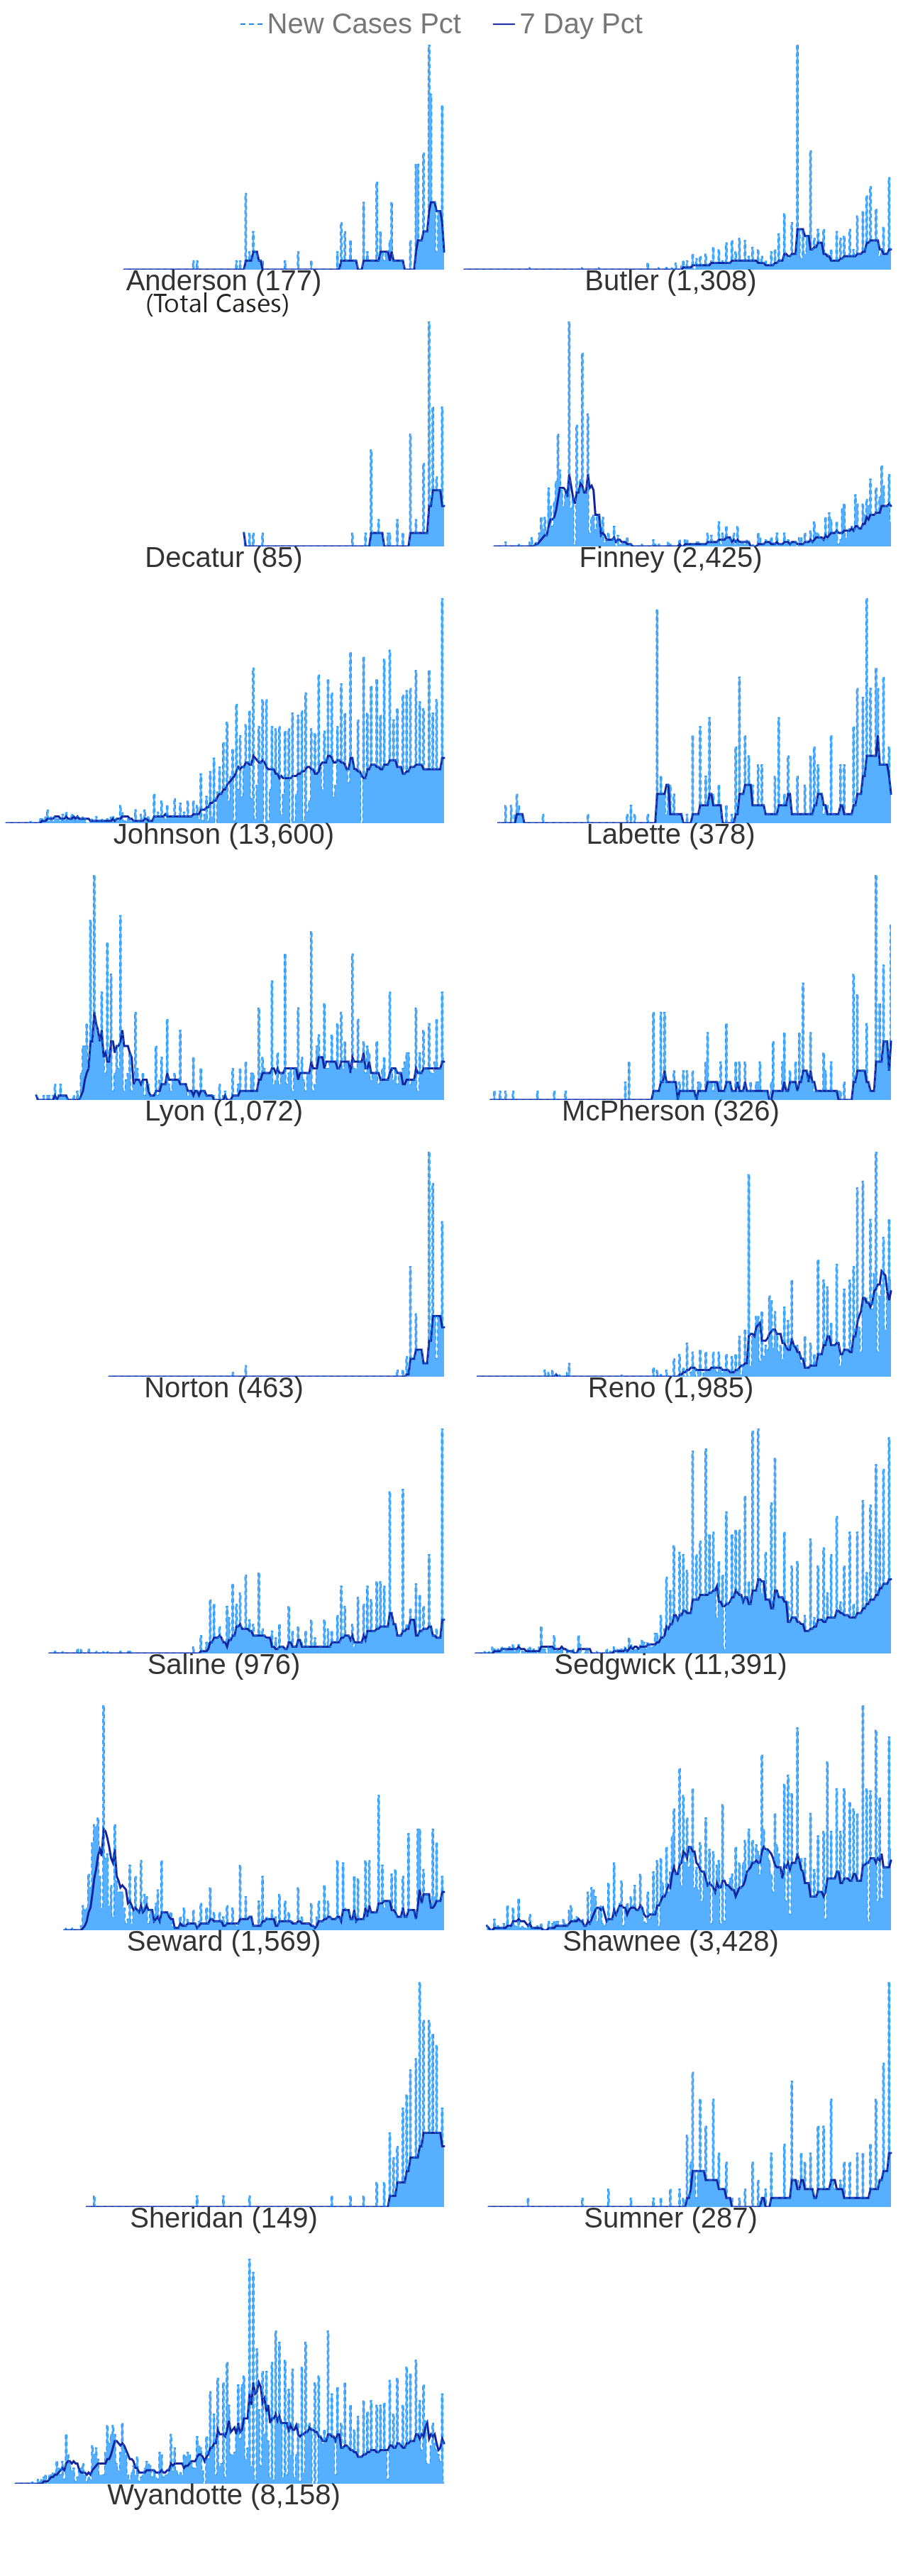 New Cases Pct 7 Day Pct
Anderson (177) Butler (1,308)
(Total Cases)
Decatur (85) Finney (2,425)
Johnson (13,600) Labette (378)
Lyon (1,072) McPherson (326)
Norton (463) Reno (1,985)
Saline (976) Sedgwick (11,391)
Seward (1,569) Shawnee (3,428)
Sheridan (149) Sumner (287)
Wyandotte (8,158)